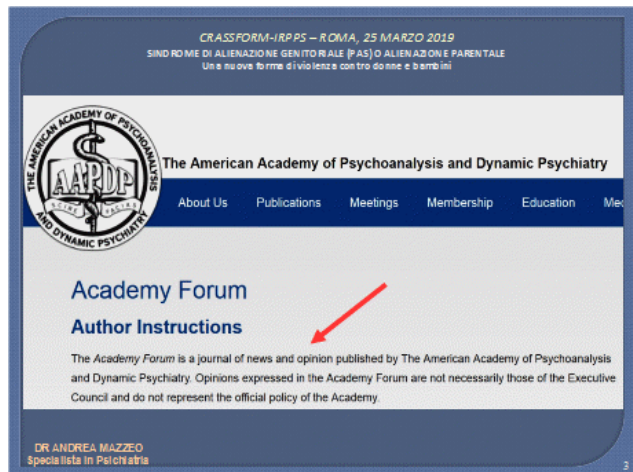 CRASSFORM-IRPPS – ROMA, 25 MARZO 2019
SINDROME DI ALIENAZIONE GENITORIALE (PAS) O ALIENAZIONE PARENTALE
Una nuova forma di violenza contro donne e bambini
THE AMERICAN ACADEMY OF PSYCHOANALYSIS
AND DYNAMIC PSYCHIATRY
AAPDP
The American Academy of Psychoanalysis and Dynamic Psychiatry
About Us Publications Meetings Membership Education Med
Academy Forum
Author Instructions
The Academy Forum is a journal of news and opinion published by The American Academy of Psychoanalysis
and Dynamic Psychiatry. Opinions expressed in the Academy Forum are not necessarily those of the Executive
Council and do not represent the official policy of the Academy.
DR ANDREA MAZZEO
Specialista in Psichiatria
3